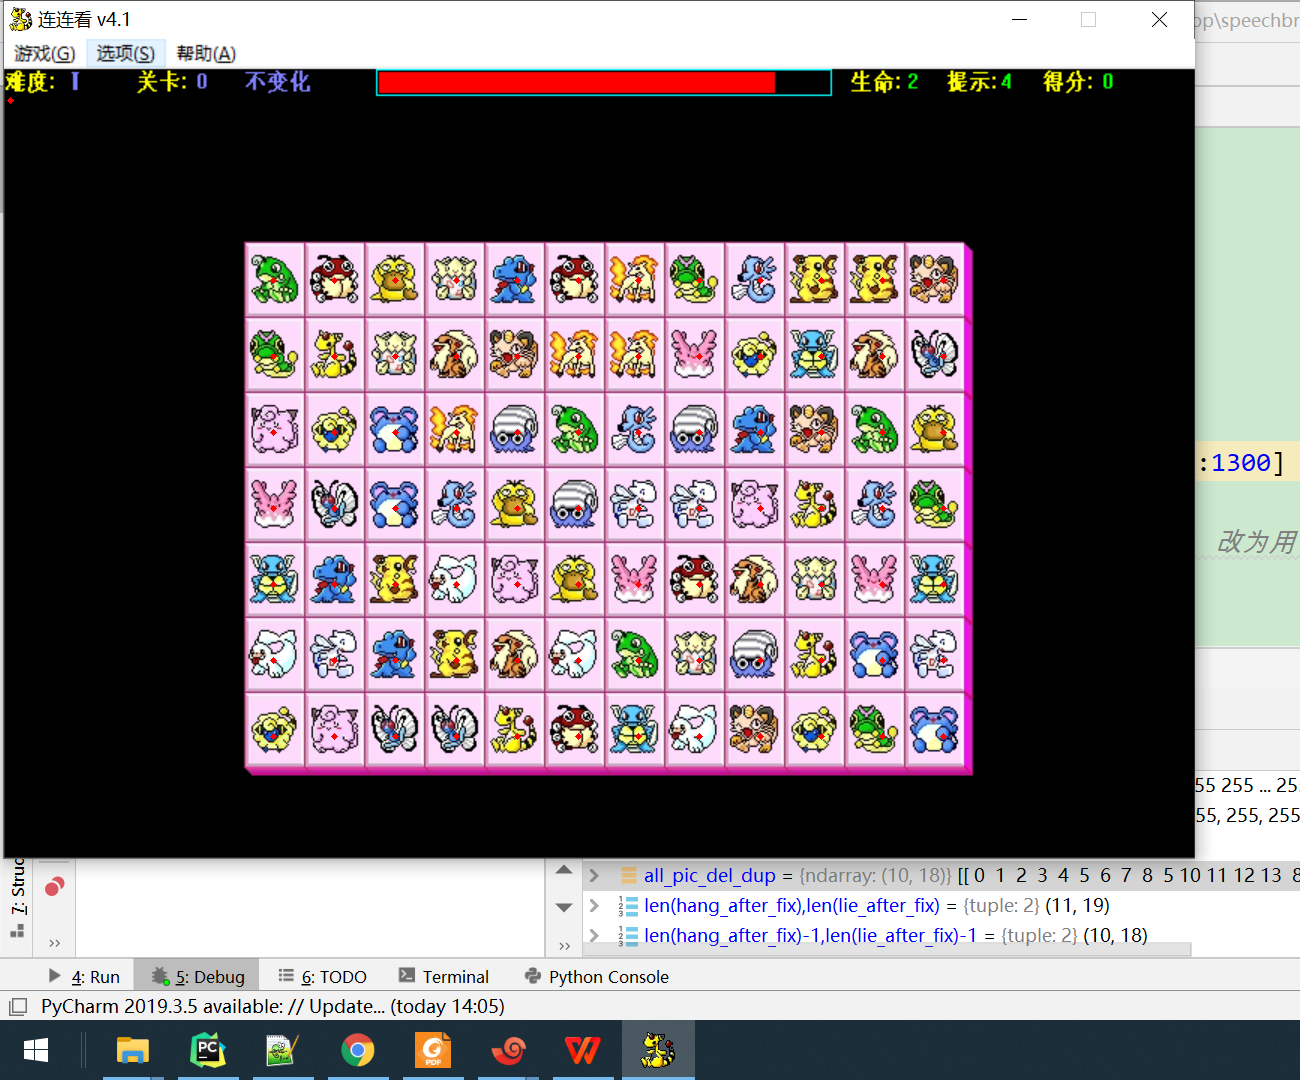 连连看 v4.1
游戏(G) 选项(S) 帮助(A)
难度: I 关卡: 0 不变化 生命: 2 提示: 4 得分: 0
op\speechbr
:1300]
改为用
55 255 ... 25
55, 255, 255
all_pic_del_dup = {ndarray: (10, 18)} [[ 0 1 2 3 4 5 6 7 8 5 10 11 12 13 8
len(hang_after_fix),len(lie_after_fix) = {tuple: 2} (11, 19)
len(hang_after_fix)-1,len(lie_after_fix)-1 = {tuple: 2} (10, 18)
7: Struc
4: Run 5: Debug 6: TODO Terminal Python Console
PyCharm 2019.3.5 available: // Update... (today 14:05)
PC
PDF